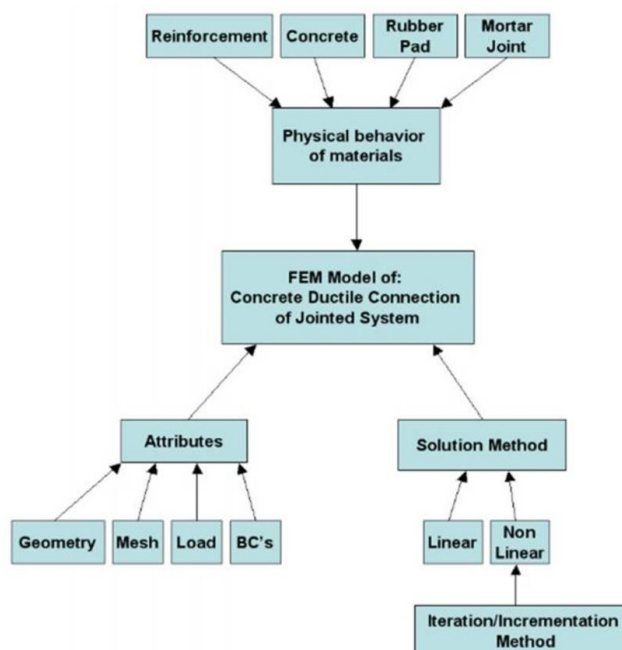 Reinforcement
Concrete
Rubber
Pad
Mortar
Joint
Physical behavior
of materials
FEM Model of:
Concrete Ductile Connection
of Jointed System
Attributes
Solution Method
Geometry
Mesh
Load
BC's
Linear
Non
Linear
Iteration/Incrementation
Method